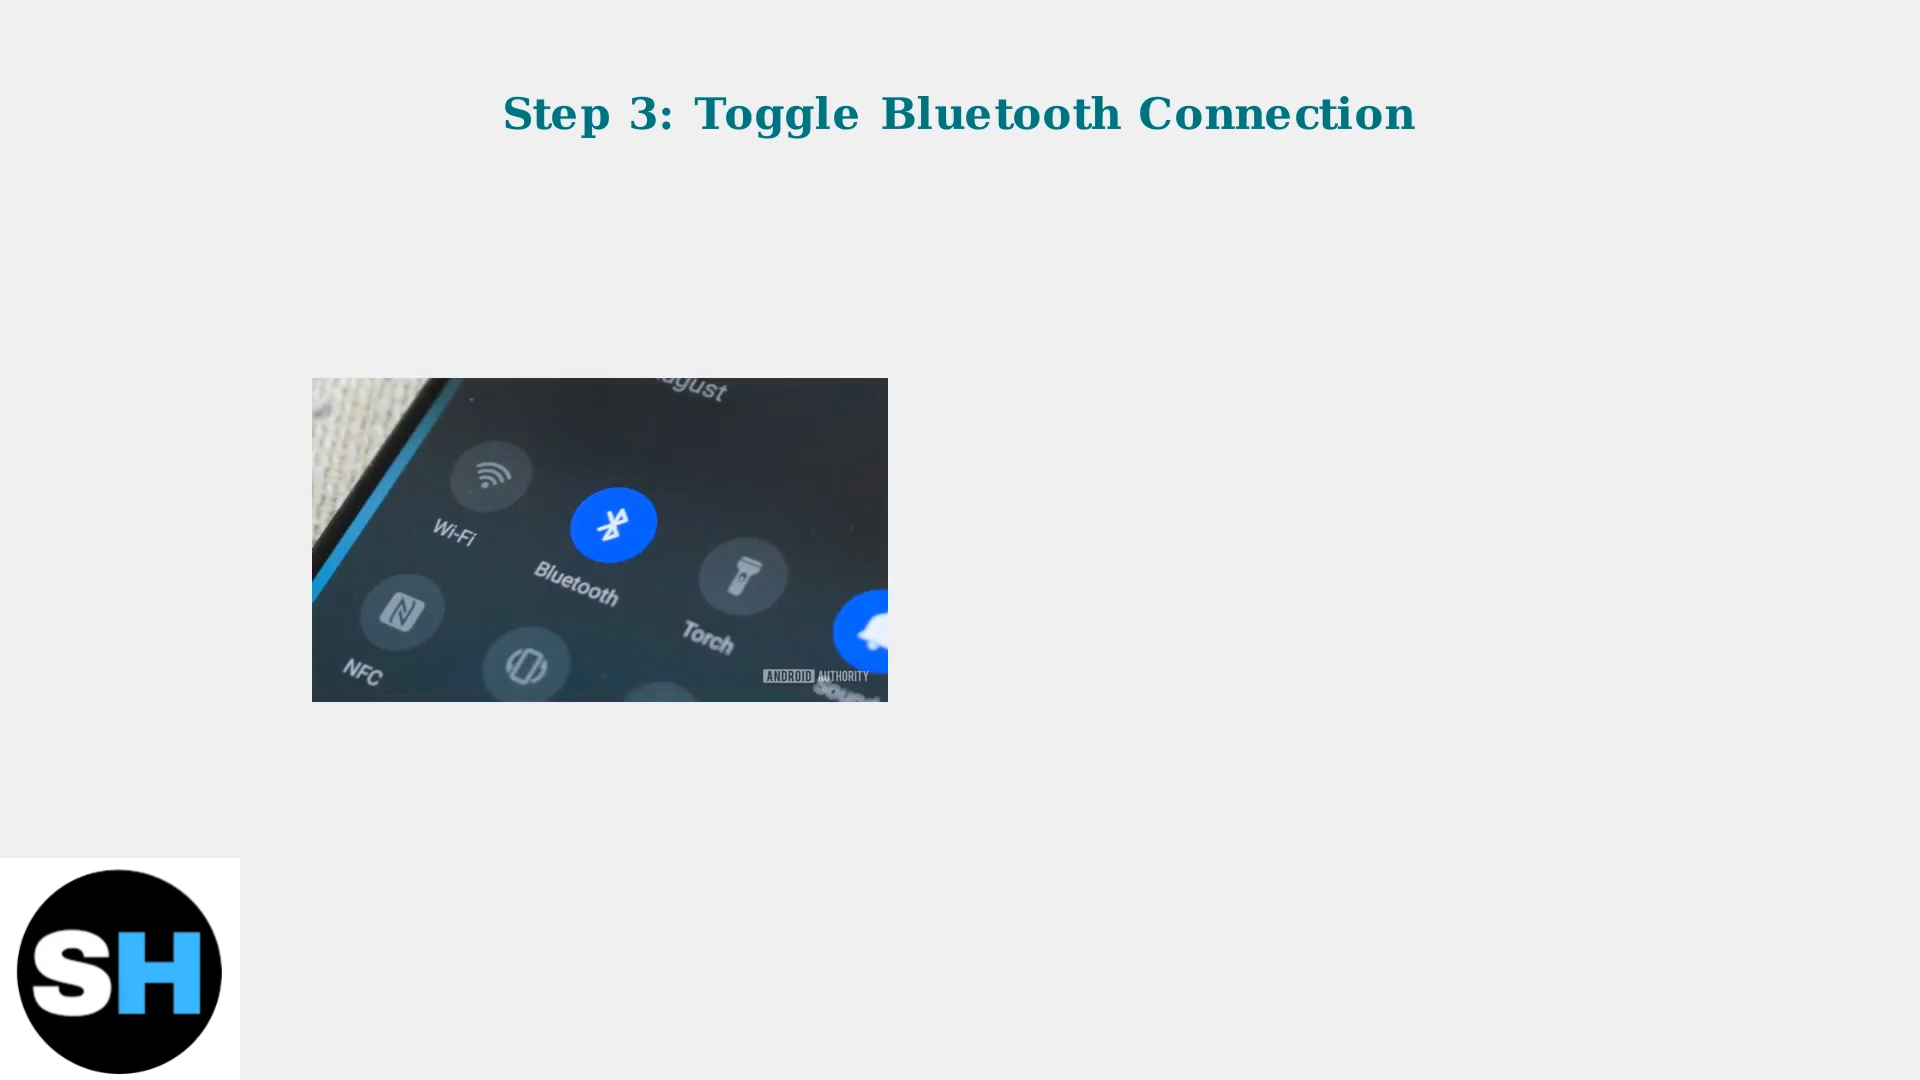 Step 3: Toggle Bluetooth Connection
Wi-Fi
Bluetooth
Torch
NFC
ANDROID AUTHORITY
SH